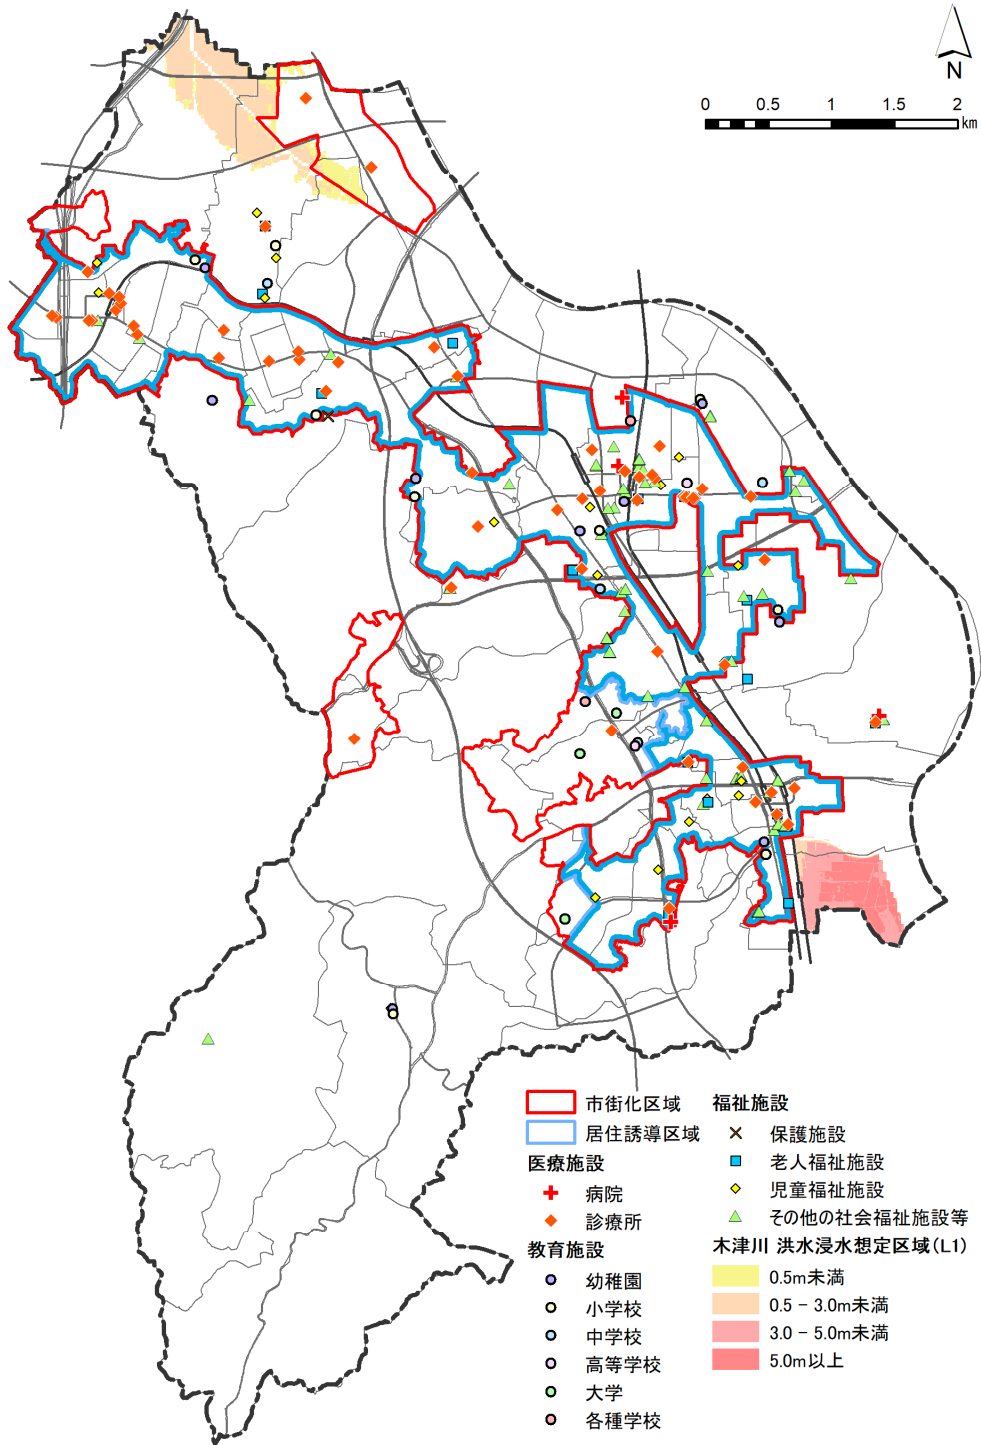 N
0 0.5 1 1.5 2
km
市街化区域
居住誘導区域
医療施設
病院
診療所
教育施設
幼稚園
小学校
中学校
高等学校
大学
各種学校
福祉施設
保護施設
老人福祉施設
児童福祉施設
その他の社会福祉施設等
木津川 洪水浸水想定区域(L1)
0.5m未満
0.5 - 3.0m未満
3.0 - 5.0m未満
5.0m以上